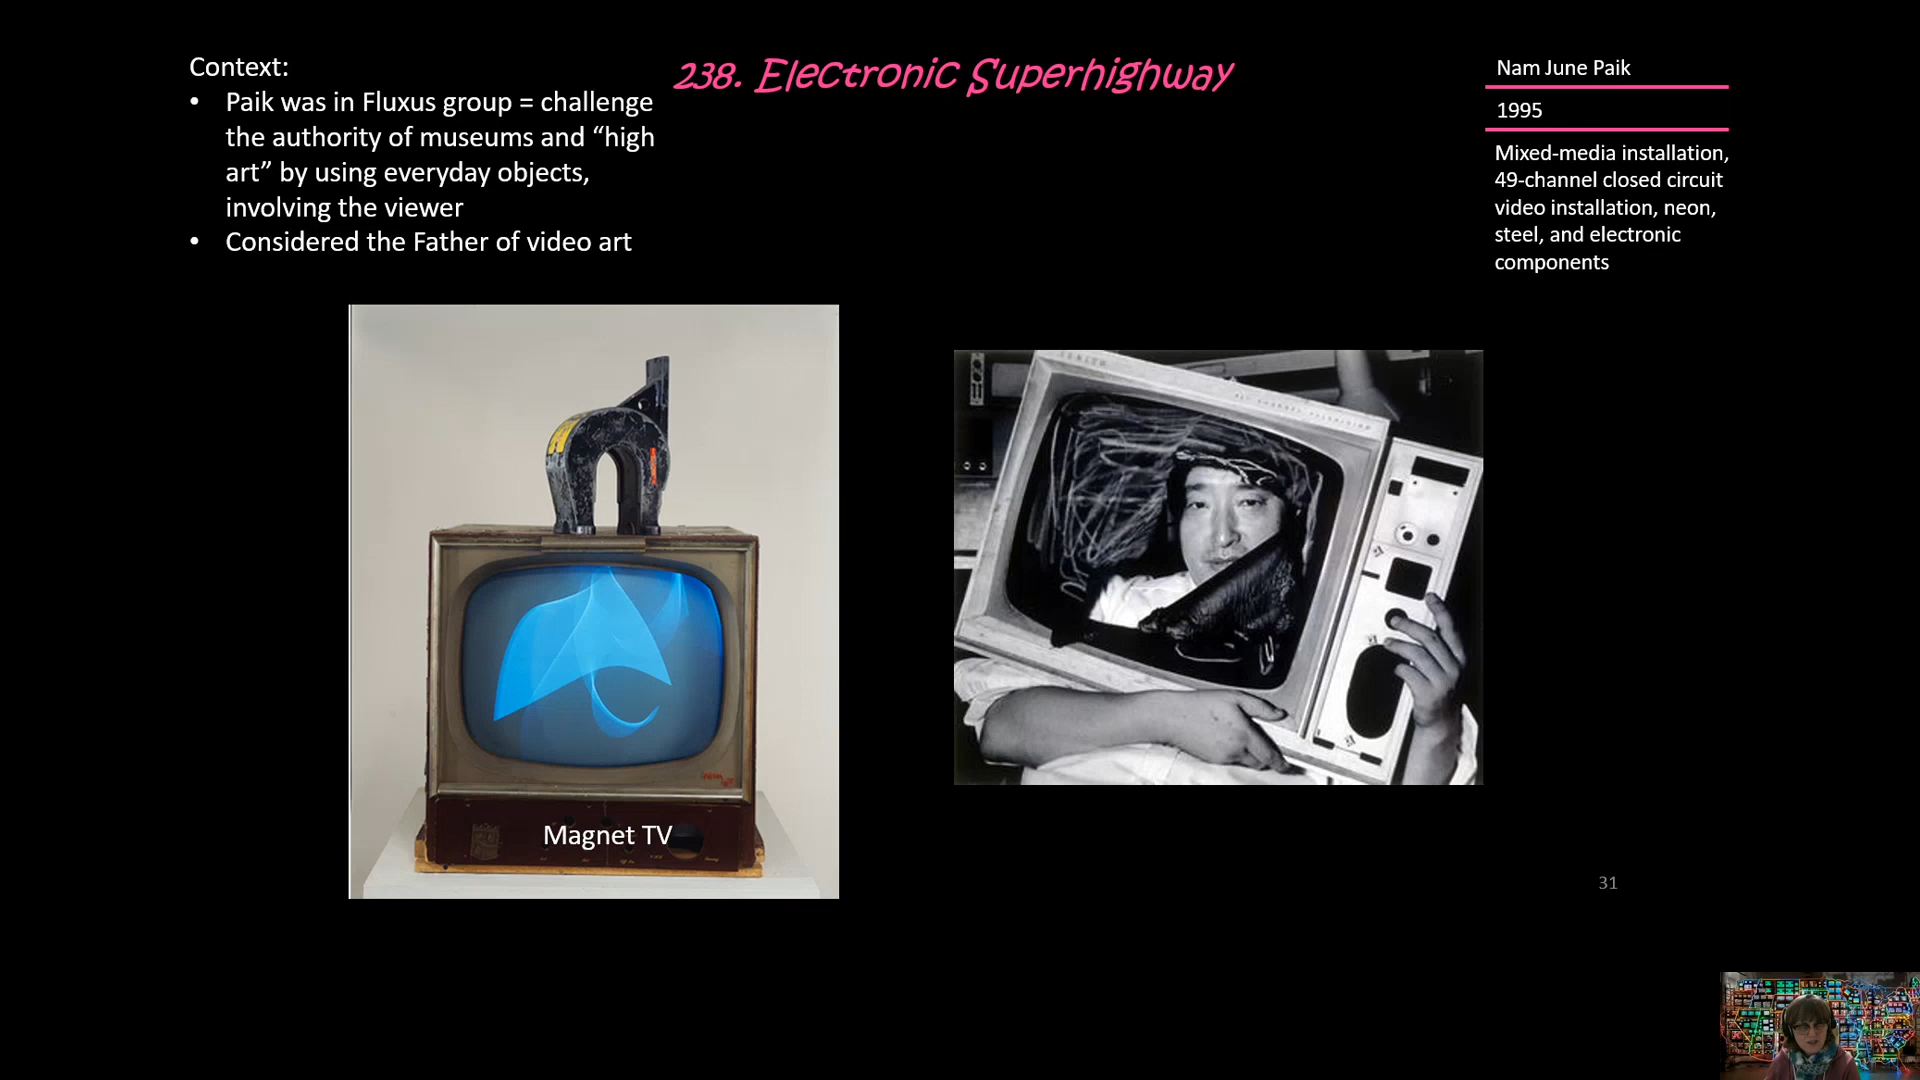 Context:
• Paik was in Fluxus group = challenge
the authority of museums and “high
art” by using everyday objects,
involving the viewer
• Considered the Father of video art
238. Electronic Superhighway
Nam June Paik
1995
Mixed-media installation,
49-channel closed circuit
video installation, neon,
steel, and electronic
components
ZENITH
Magnet TV
31